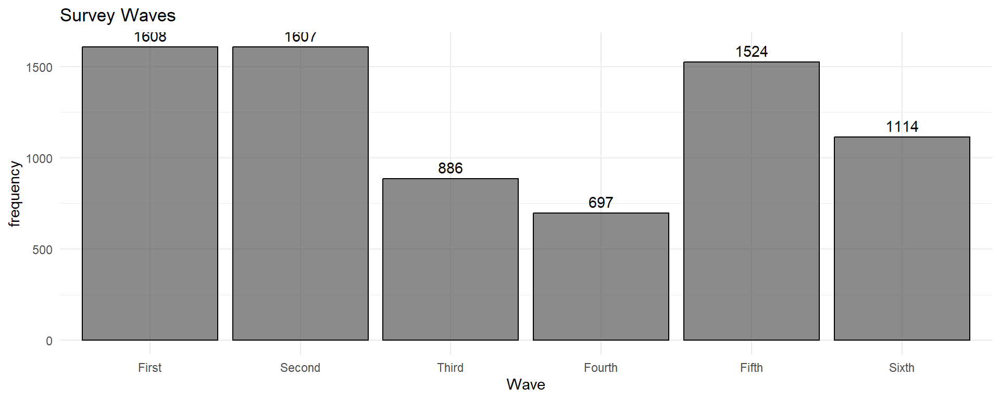 Survey Waves
1608
1607
886
697
1524
1114
frequency
1500
1000
500
0
First
Second
Third
Fourth
Fifth
Sixth
Wave